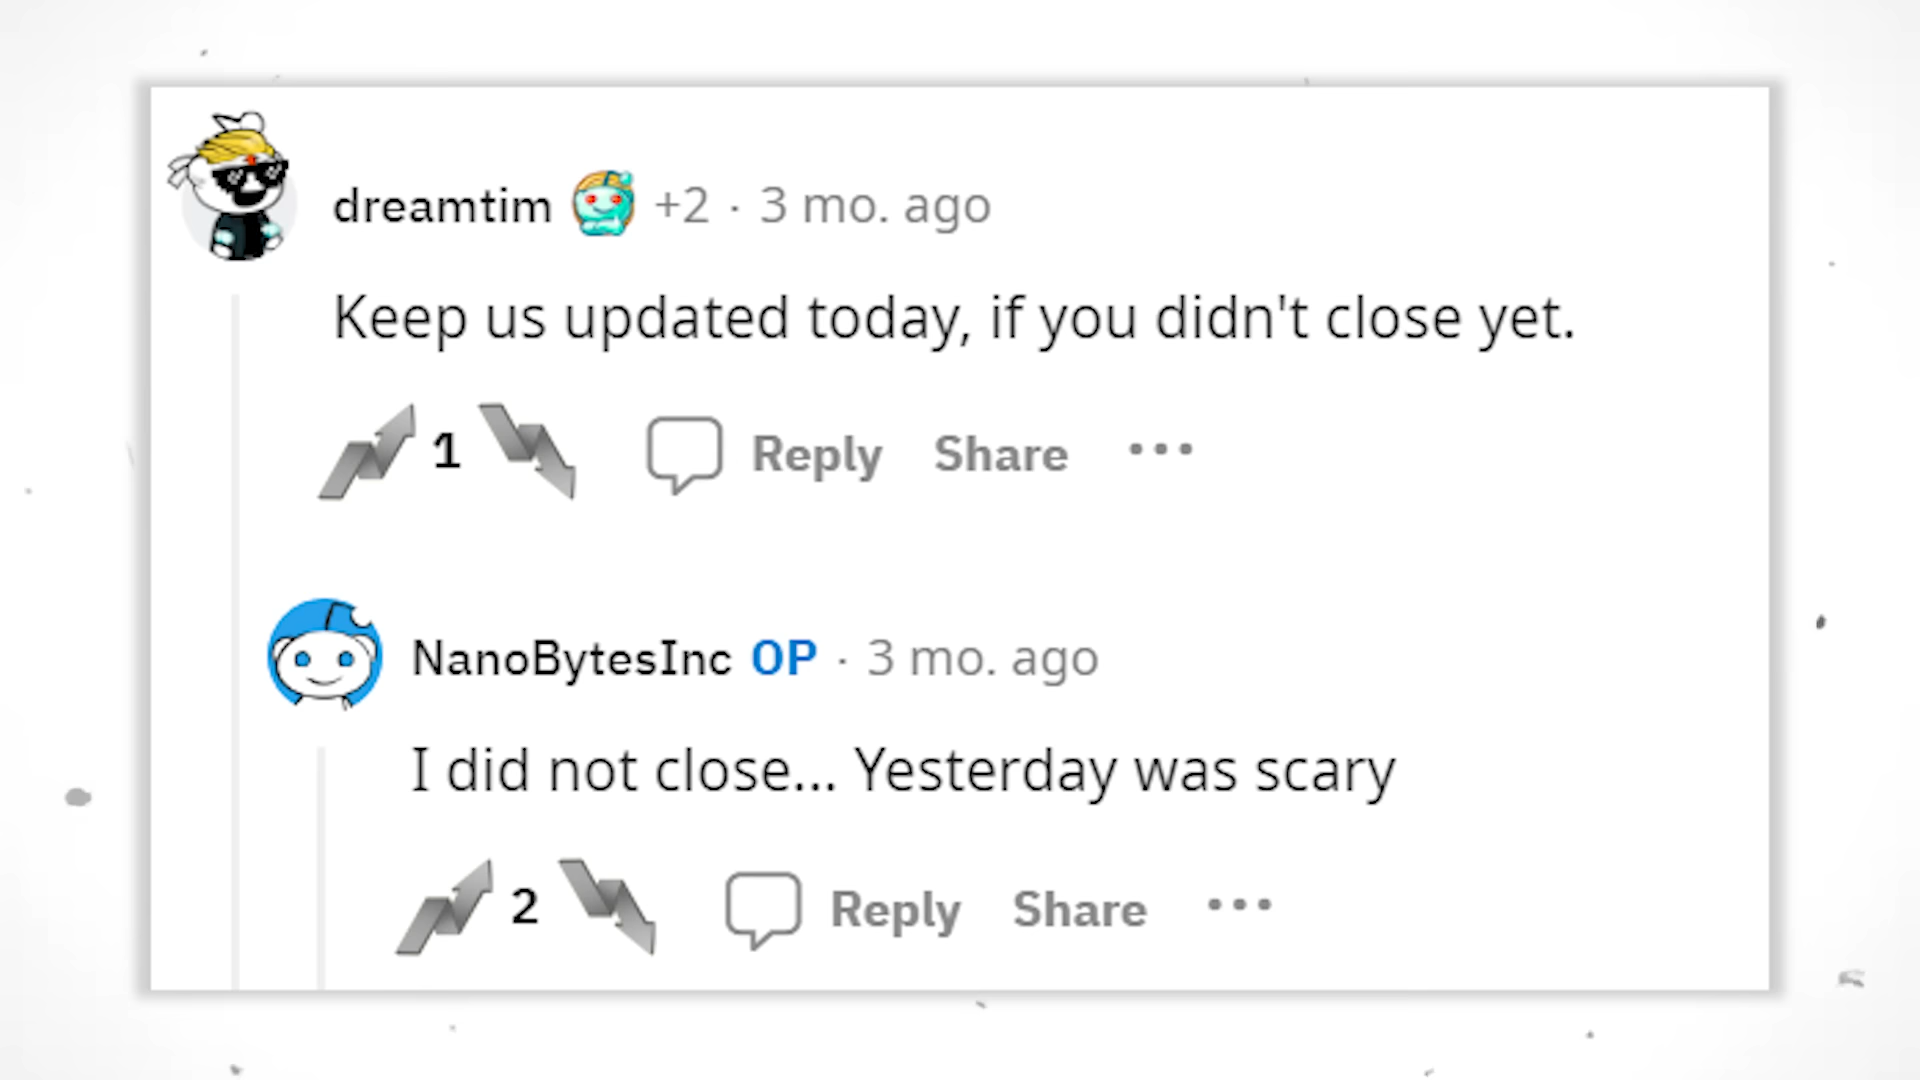 dreamtim +2 · 3 mo. ago
Keep us updated today, if you didn't close yet.
1 Reply Share •••
NanoBytesInc OP · 3 mo. ago
I did not close... Yesterday was scary
2 Reply Share •••